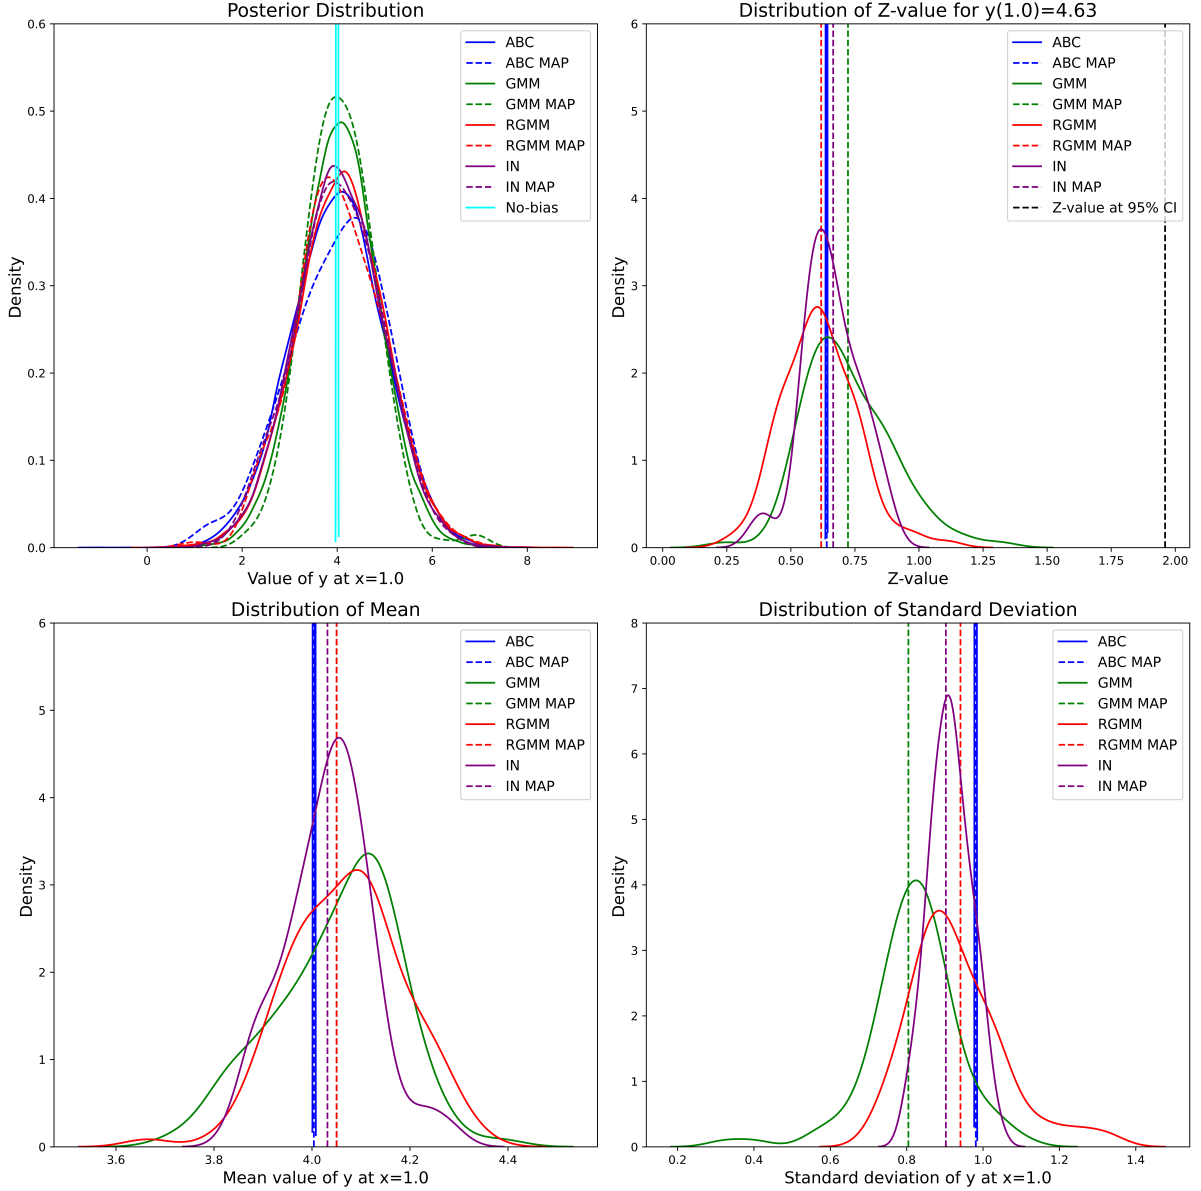 Posterior Distribution
0.6
0.5
0.4
0.3
0.2
0.1
0.0
Density
0
2
4
6
8
Value of y at x=1.0
ABC
ABC MAP
GMM
GMM MAP
RGMM
RGMM MAP
IN
IN MAP
No-bias
Distribution of Z-value for y(1.0)=4.63
6
5
4
3
2
1
0
Density
0.00
0.25
0.50
0.75
1.00
1.25
1.50
1.75
2.00
Z-value
ABC
ABC MAP
GMM
GMM MAP
RGMM
RGMM MAP
IN
IN MAP
Z-value at 95% CI
Distribution of Mean
6
5
4
3
2
1
0
Density
3.6
3.8
4.0
4.2
4.4
Mean value of y at x=1.0
ABC
ABC MAP
GMM
GMM MAP
RGMM
RGMM MAP
IN
IN MAP
Distribution of Standard Deviation
8
7
6
5
4
3
2
1
0
Density
0.2
0.4
0.6
0.8
1.0
1.2
1.4
Standard deviation of y at x=1.0
ABC
ABC MAP
GMM
GMM MAP
RGMM
RGMM MAP
IN
IN MAP